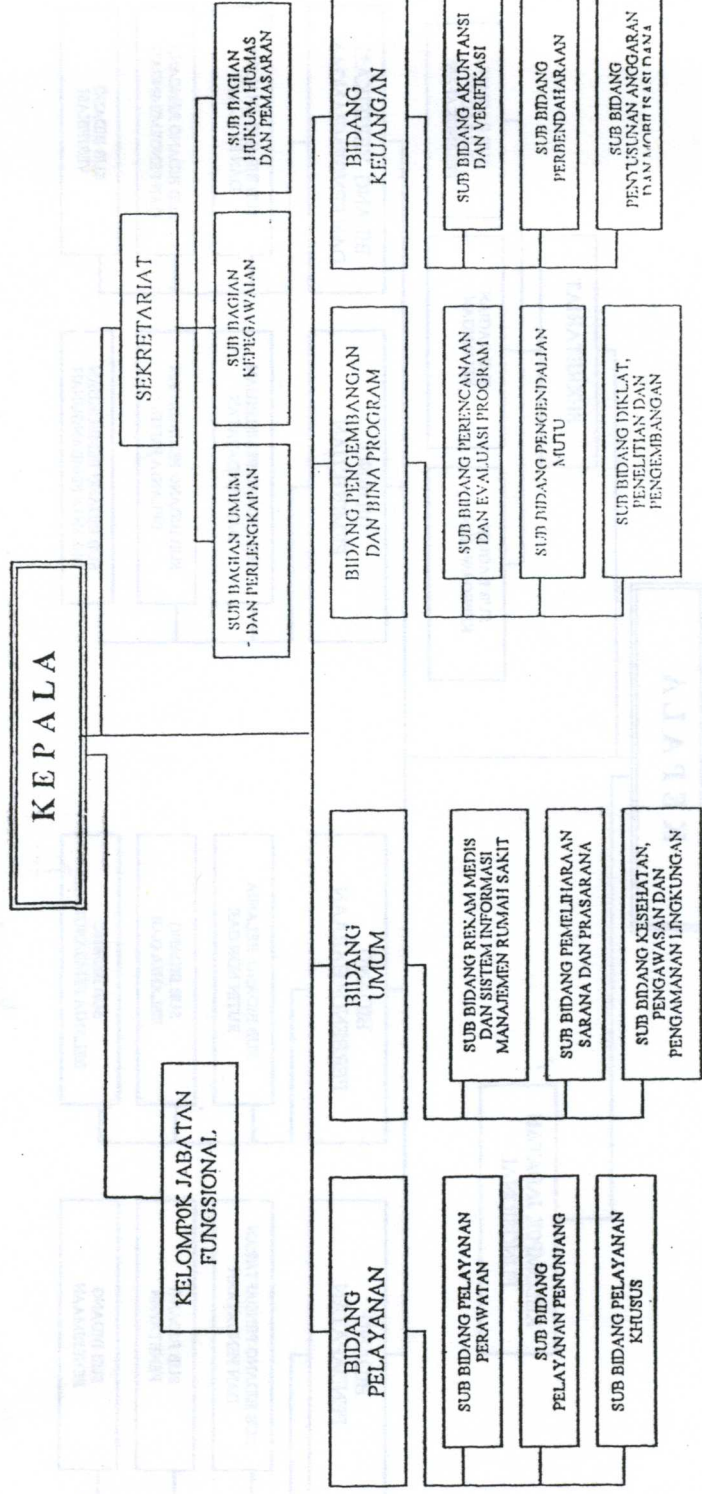 KEPALA
KELOMPOK JABATAN
FUNGSIONAL
SEKRETARIAT
SUB BAGIAN UMUM
- DAN PERLENGKAPAN
SUB BAGIAN
KEPEGAWAIAN
SUB BAGIAN
HUKUM, HUMAS
DAN PEMASARAN
BIDANG
PELAYANAN
SUB BIDANG PELAYANAN
PERAWATAN
SUB BIDANG
PELAYANAN PENUNJANG
SUB BIDANG PELAYANAN
KHUSUS
BIDANG
UMUM
SUB BIDANG REKAM MEDIS
DAN SISTEM INFORMASI
MANAJEMEN RUMAH SAKIT
SUB BIDANG PEMELIHARAAN
SARANA DAN PRASARANA
SUB BIDANG KESEHATAN,
PENGAWASAN DAN
PENGAMANAN LINGKUNGAN
BIDANG PENGEMBANGAN
DAN BINA PROGRAM
SUB BIDANG PERENCANAAN
DAN EVALUASI PROGRAM
SUB BIDANG PENGENDALIAN
MUTU
SUB BIDANG DIKLAT,
PENELITIAN DAN
PENGEMBANGAN
BIDANG
KEUANGAN
SUB BIDANG AKUNTANSI
DAN VERIFIKASI
SUB BIDANG
PERBENDAHARAAN
SUB BIDANG
PENYUSUNAN ANGGARAN
DAN MOBILISASI DANA